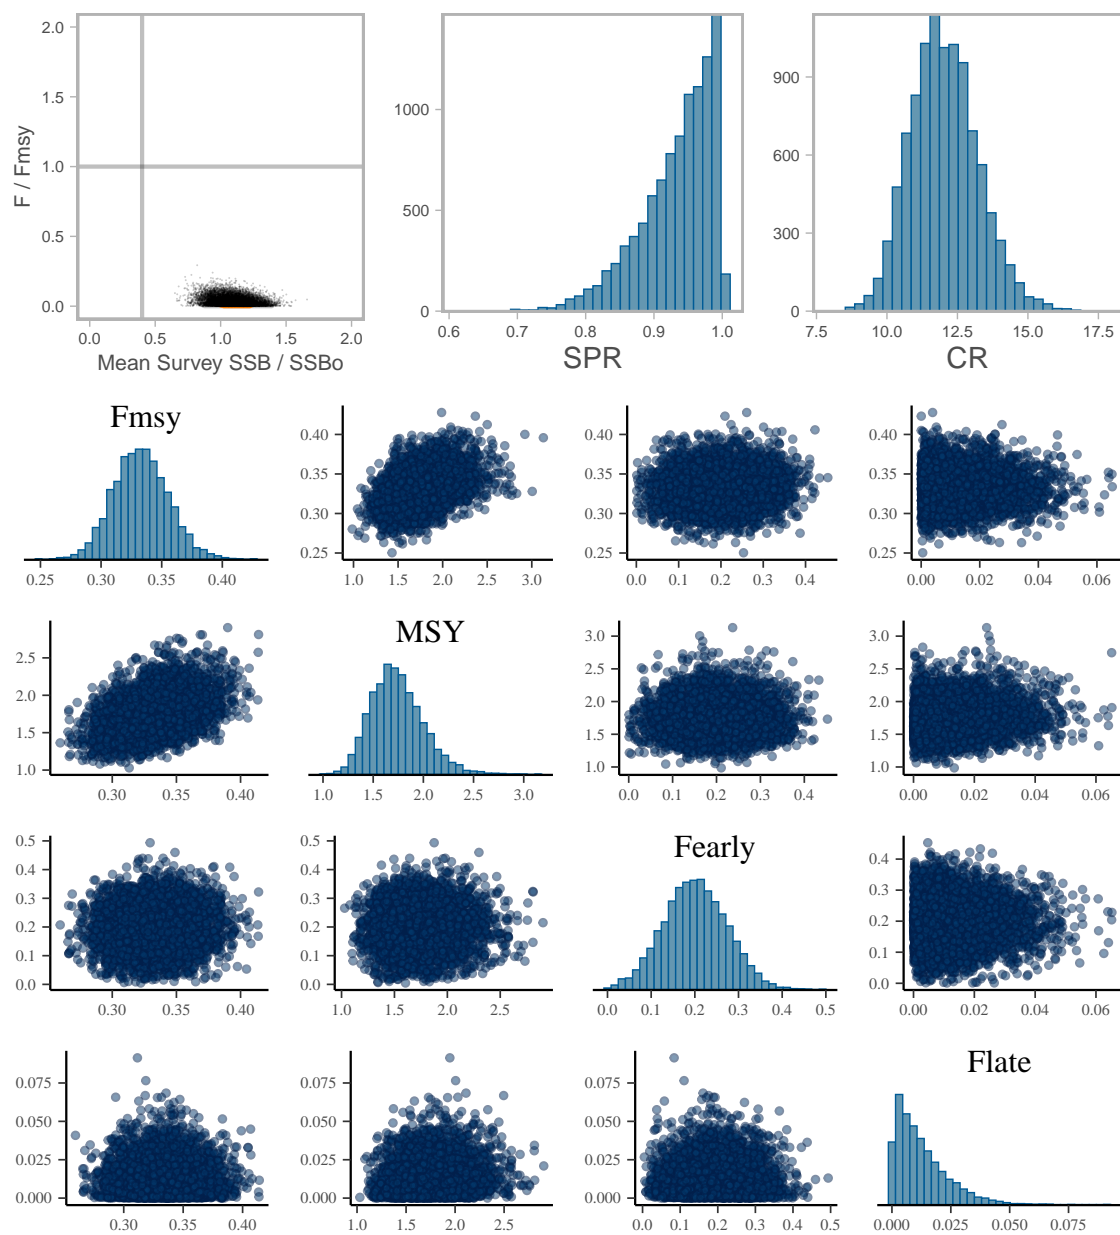 2.0
1.5
1.0
0.5
0.0
F / Fmsy
0.0 0.5 1.0 1.5 2.0
Mean Survey SSB / SSBo
1000
500
0
0.6 0.7 0.8 0.9 1.0
SPR
900
600
300
0
7.5 10.0 12.5 15.0 17.5
CR
Fmsy
0.25 0.30 0.35 0.40
0.40
0.35
0.30
0.25
1.0 1.5 2.0 2.5 3.0
0.40
0.35
0.30
0.25
0.0 0.1 0.2 0.3 0.4
0.40
0.35
0.30
0.25
0.00 0.02 0.04 0.06
2.5
2.0
1.5
1.0
0.30 0.35 0.40
MSY
1.0 1.5 2.0 2.5 3.0
3.0
2.5
2.0
1.5
1.0
0.0 0.1 0.2 0.3 0.4
3.0
2.5
2.0
1.5
1.0
0.00 0.02 0.04 0.06
0.5
0.4
0.3
0.2
0.1
0.0
0.30 0.35 0.40
0.5
0.4
0.3
0.2
0.1
0.0
1.0 1.5 2.0 2.5
Fearly
0.0 0.1 0.2 0.3 0.4 0.5
0.4
0.3
0.2
0.1
0.0
0.00 0.02 0.04 0.06
0.075
0.050
0.025
0.000
0.30 0.35 0.40
0.075
0.050
0.025
0.000
1.0 1.5 2.0 2.5
0.075
0.050
0.025
0.000
0.0 0.1 0.2 0.3 0.4 0.5
Flate
0.000 0.025 0.050 0.075